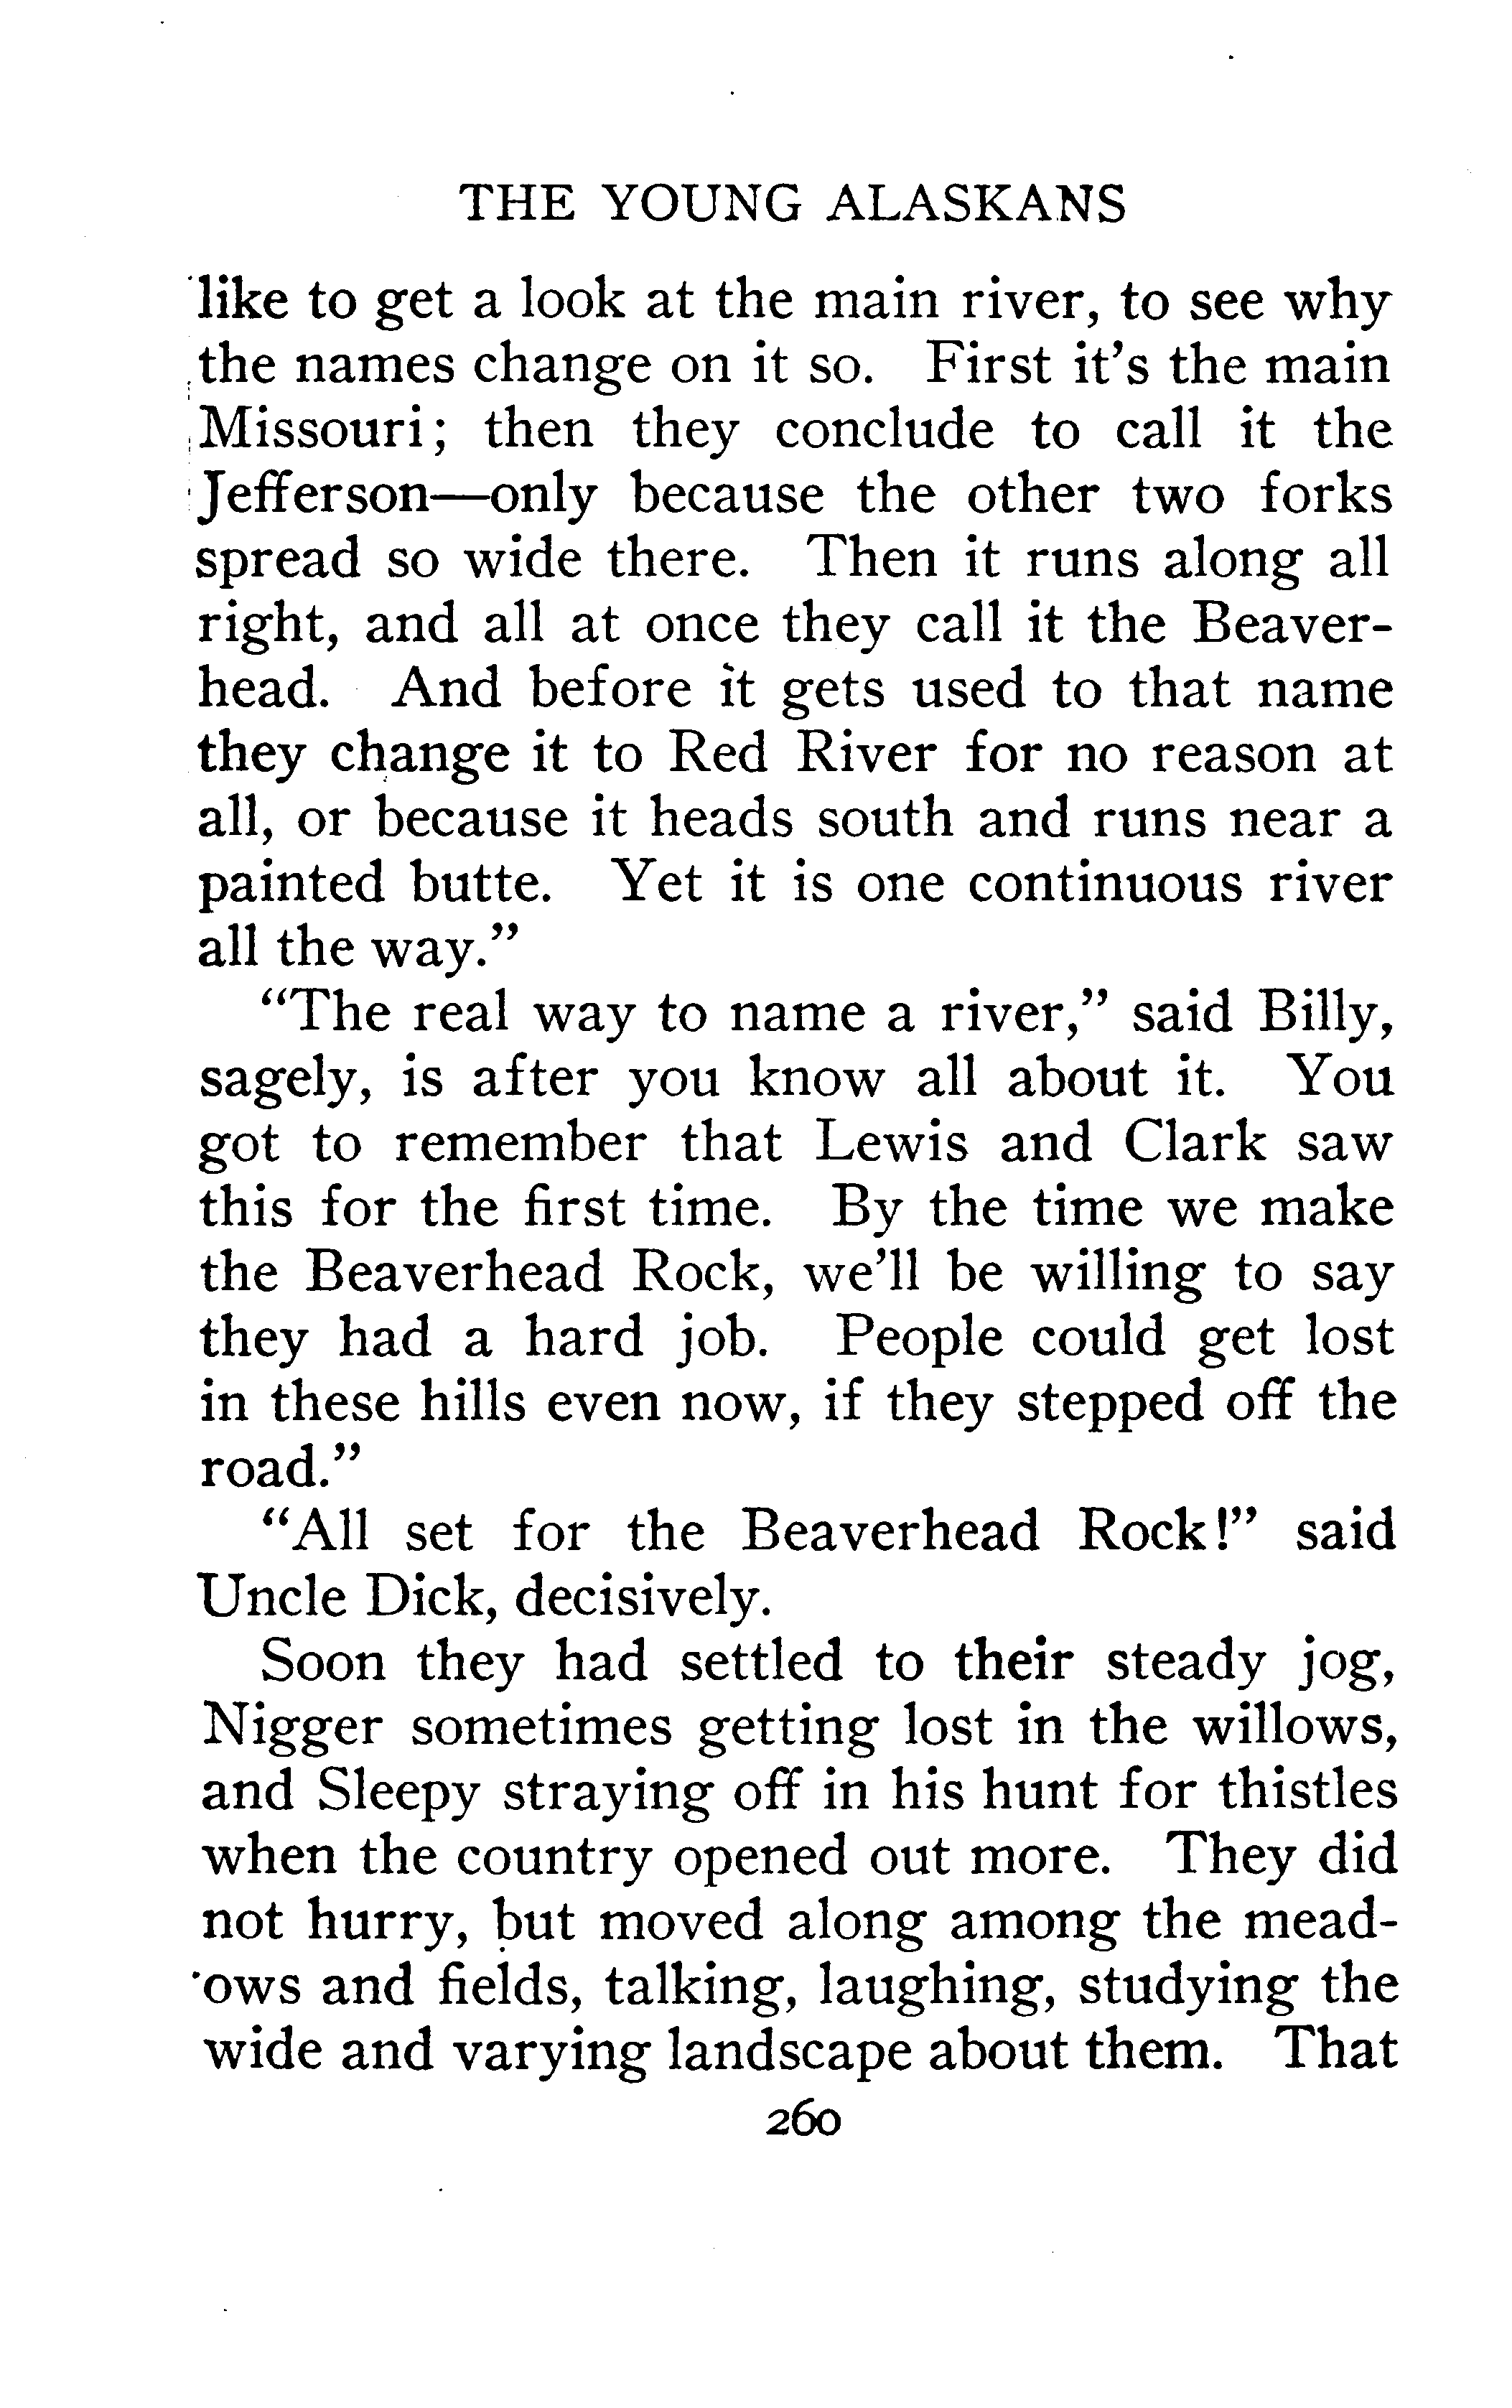 THE YOUNG ALASKANS
like to get a look at the main river, to see why
the names change on it so. First it's the main
Missouri; then they conclude to call it the
Jefferson—only because the other two forks
spread so wide there. Then it runs along all
right, and all at once they call it the Beaver-
head. And before it gets used to that name
they change it to Red River for no reason at
all, or because it heads south and runs near a
painted butte. Yet it is one continuous river
all the way.”
“The real way to name a river,” said Billy,
sagely, is after you know all about it. You
got to remember that Lewis and Clark saw
this for the first time. By the time we make
the Beaverhead Rock, we'll be willing to say
they had a hard job. People could get lost
in these hills even now, if they stepped off the
road.”
“All set for the Beaverhead Rock!” said
Uncle Dick, decisively.
Soon they had settled to their steady jog,
Nigger sometimes getting lost in the willows,
and Sleepy straying off in his hunt for thistles
when the country opened out more. They did
not hurry, but moved along among the mead-
ows and fields, talking, laughing, studying the
wide and varying landscape about them. That
260